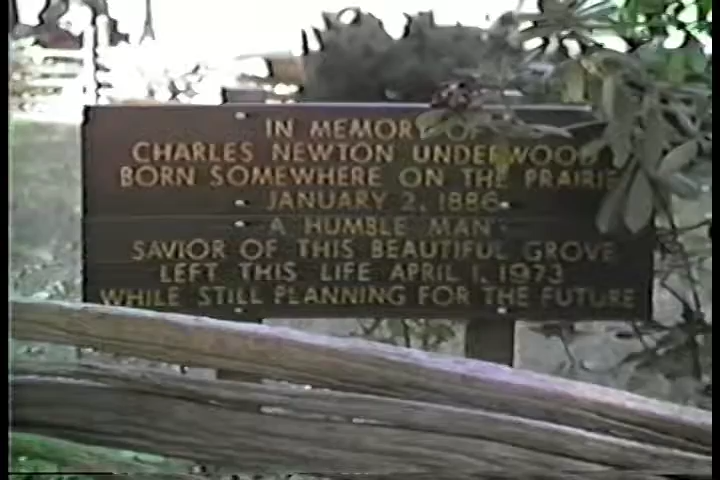 IN MEMORY OF
CHARLES NEWTON UNDERWOOD
BORN SOMEWHERE ON THE PRAIRIE
JANUARY 2, 1886
A HUMBLE MAN
SAVIOR OF THIS BEAUTIFUL GROVE
LEFT THIS LIFE APRIL 1, 1973
WHILE STILL PLANNING FOR THE FUTURE